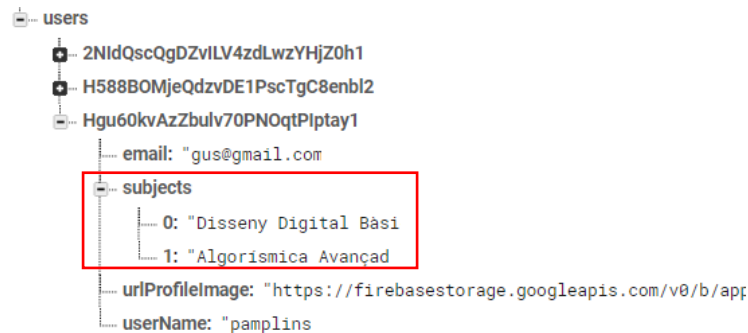 users
2NIdQscQgDZvILV4zdLwzYHjZ0h1
H588BOMjeQdzvDE1PscTgC8enbl2
Hgu60kvAzZbulv70PNOqtPIptay1
email: "gus@gmail.com
subjects
0: "Disseny Digital Bàsi
1: "Algorísmica Avançad
urlProfileImage: "https://firebasestorage.googleapis.com/v0/b/app
userName: "pamplins